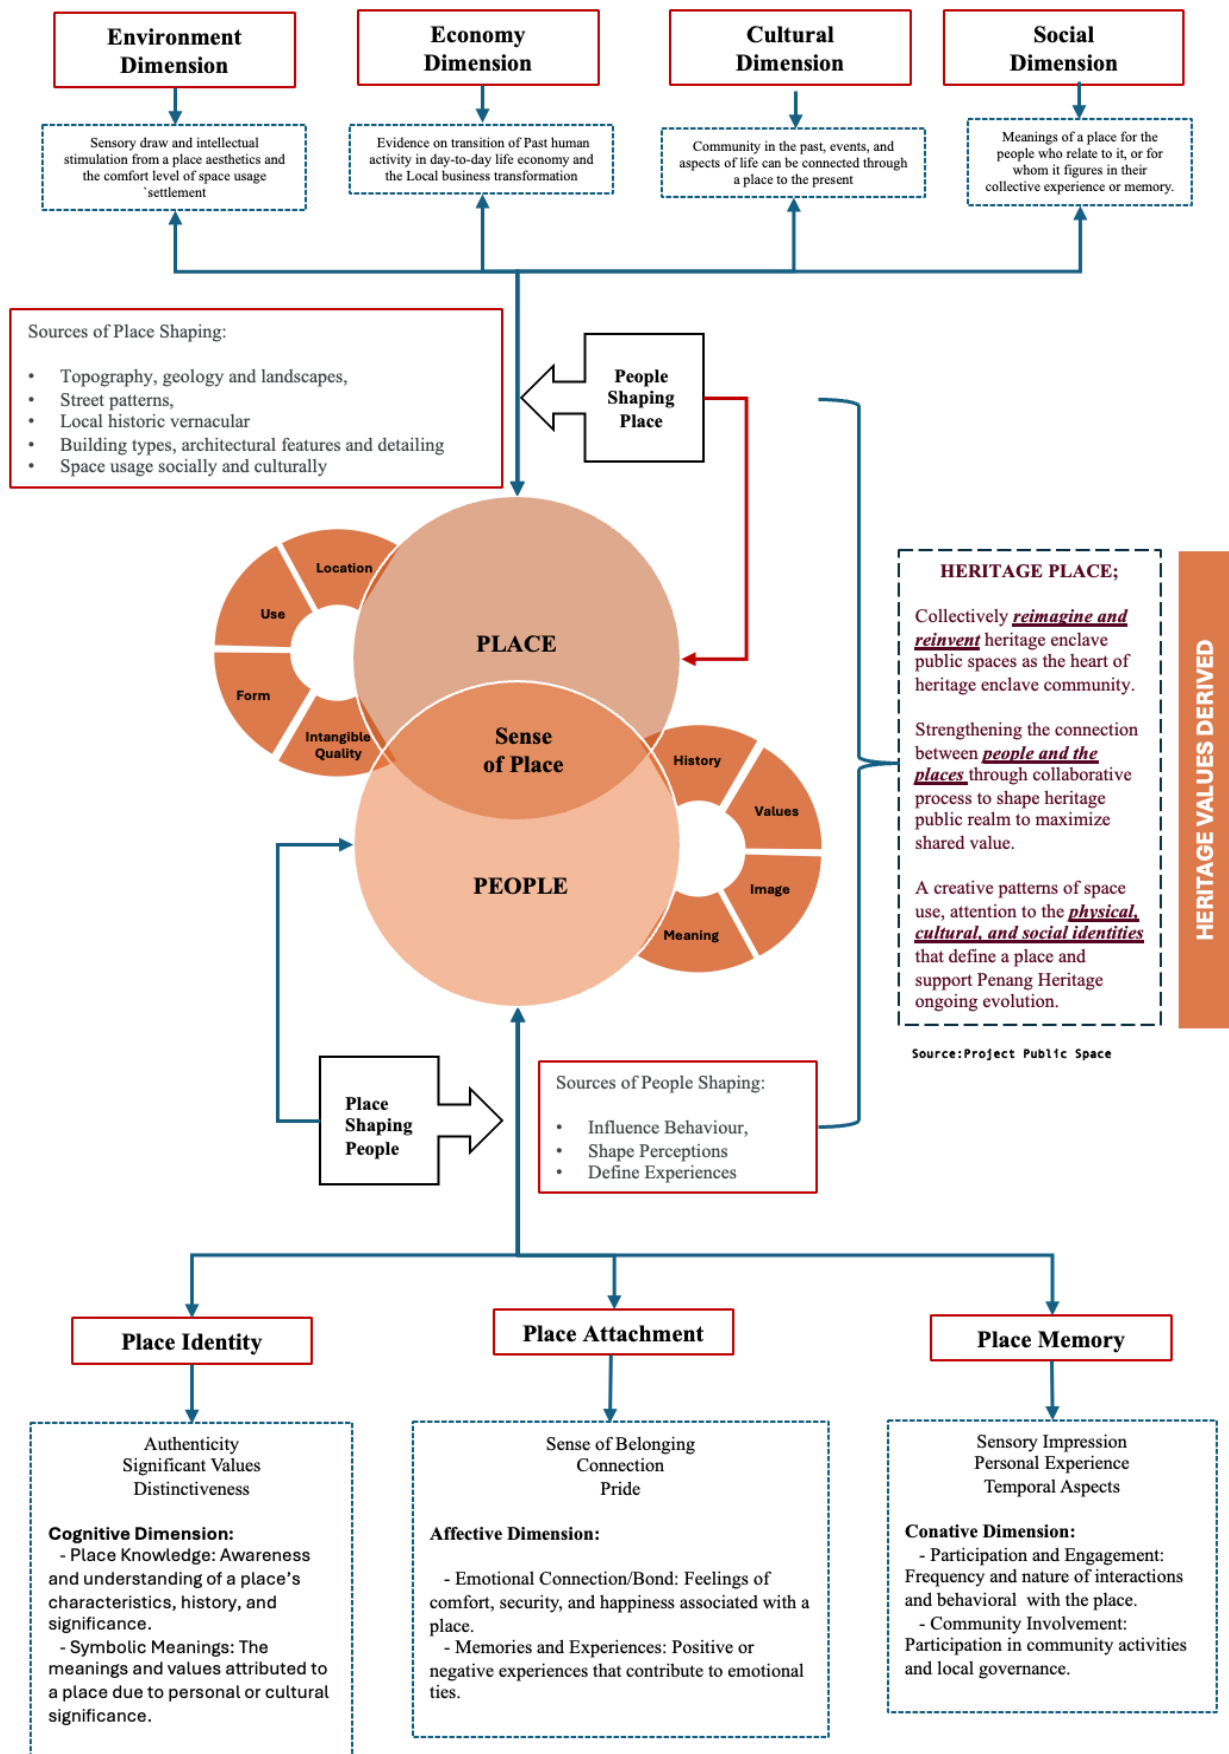 Environment
Dimension
Economy
Dimension
Cultural
Dimension
Social
Dimension
Sensory draw and intellectual
stimulation from a place aesthetics and
the comfort level of space usage
`settlement
Evidence on transition of Past human
activity in day-to-day life economy and
the Local business transformation
Community in the past, events, and
aspects of life can be connected through
a place to the present
Meanings of a place for the
people who relate to it, or for
whom it figures in their
collective experience or memory.
Sources of Place Shaping:
• Topography, geology and landscapes,
• Street patterns,
• Local historic vernacular
• Building types, architectural features and detailing
• Space usage socially and culturally
People
Shaping
Place
Location
Use
Form
Intangible
Quality
PLACE
Sense
of Place
PEOPLE
History
Values
Image
Meaning
HERITAGE PLACE;
Collectively reimagine and
reinvent heritage enclave
public spaces as the heart of
heritage enclave community.
Strengthening the connection
between people and the
places through collaborative
process to shape heritage
public realm to maximize
shared value.
A creative patterns of space
use, attention to the physical,
cultural, and social identities
that define a place and
support Penang Heritage
ongoing evolution.
HERITAGE VALUES DERIVED
Source:Project Public Space
Place
Shaping
People
Sources of People Shaping:
• Influence Behaviour,
• Shape Perceptions
• Define Experiences
Place Identity
Place Attachment
Place Memory
Authenticity
Significant Values
Distinctiveness
Cognitive Dimension:
- Place Knowledge: Awareness
and understanding of a place's
characteristics, history, and
significance.
- Symbolic Meanings: The
meanings and values attributed to
a place due to personal or cultural
significance.
Sense of Belonging
Connection
Pride
Affective Dimension:
- Emotional Connection/Bond: Feelings of
comfort, security, and happiness associated with a
place.
- Memories and Experiences: Positive or
negative experiences that contribute to emotional
ties.
Sensory Impression
Personal Experience
Temporal Aspects
Conative Dimension:
- Participation and Engagement:
Frequency and nature of interactions
and behavioral with the place.
- Community Involvement:
Participation in community activities
and local governance.